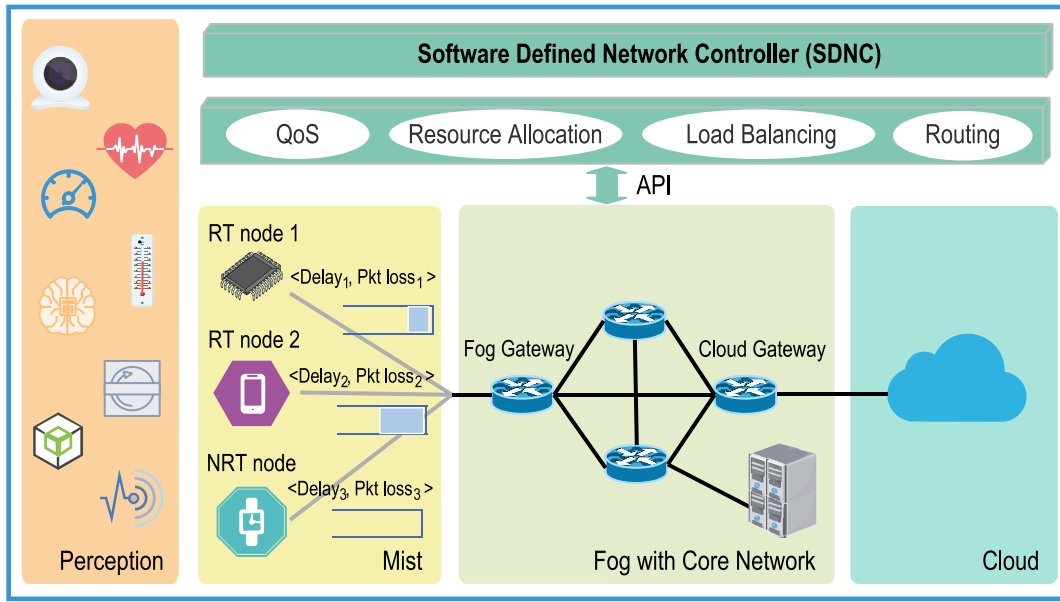 Software Defined Network Controller (SDNC)
QoS
Resource Allocation
Load Balancing
Routing
API
RT node 1
<Delay₁, Pkt loss₁ >
RT node 2
<Delay₂, Pkt loss₂ >
NRT node
<Delay₃, Pkt loss₃ >
Fog Gateway
Cloud Gateway
Perception
Mist
Fog with Core Network
Cloud